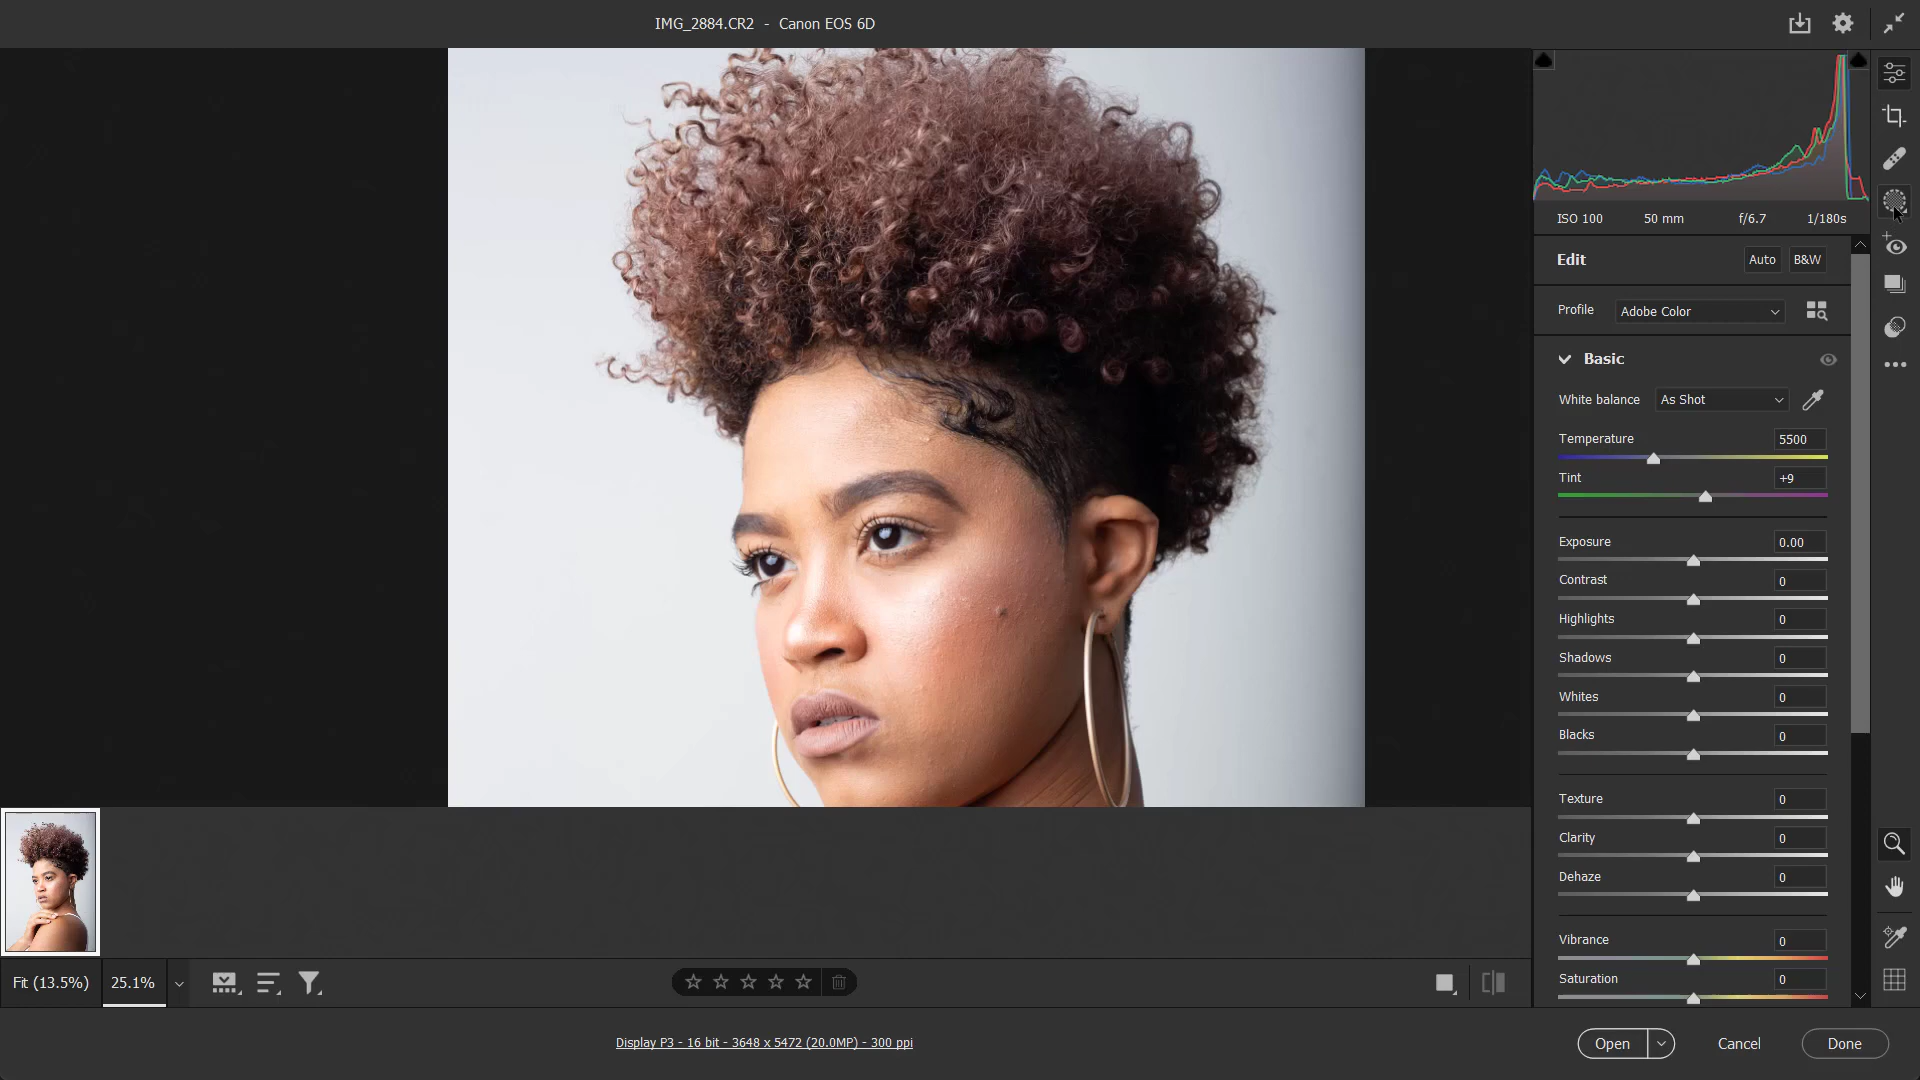 IMG_2884.CR2 - Canon EOS 6D
ISO 100 50 mm f/6.7 1/180s
Edit Auto B&W
Profile Adobe Color
Basic
White balance As Shot
Temperature 5500
Tint +9
Exposure 0.00
Contrast 0
Highlights 0
Shadows 0
Whites 0
Blacks 0
Texture 0
Clarity 0
Dehaze 0
Vibrance 0
Saturation 0
Fit (13.5%) 25.1%
Display P3 - 16 bit - 3648 x 5472 (20.0MP) - 300 ppi
Open Cancel Done